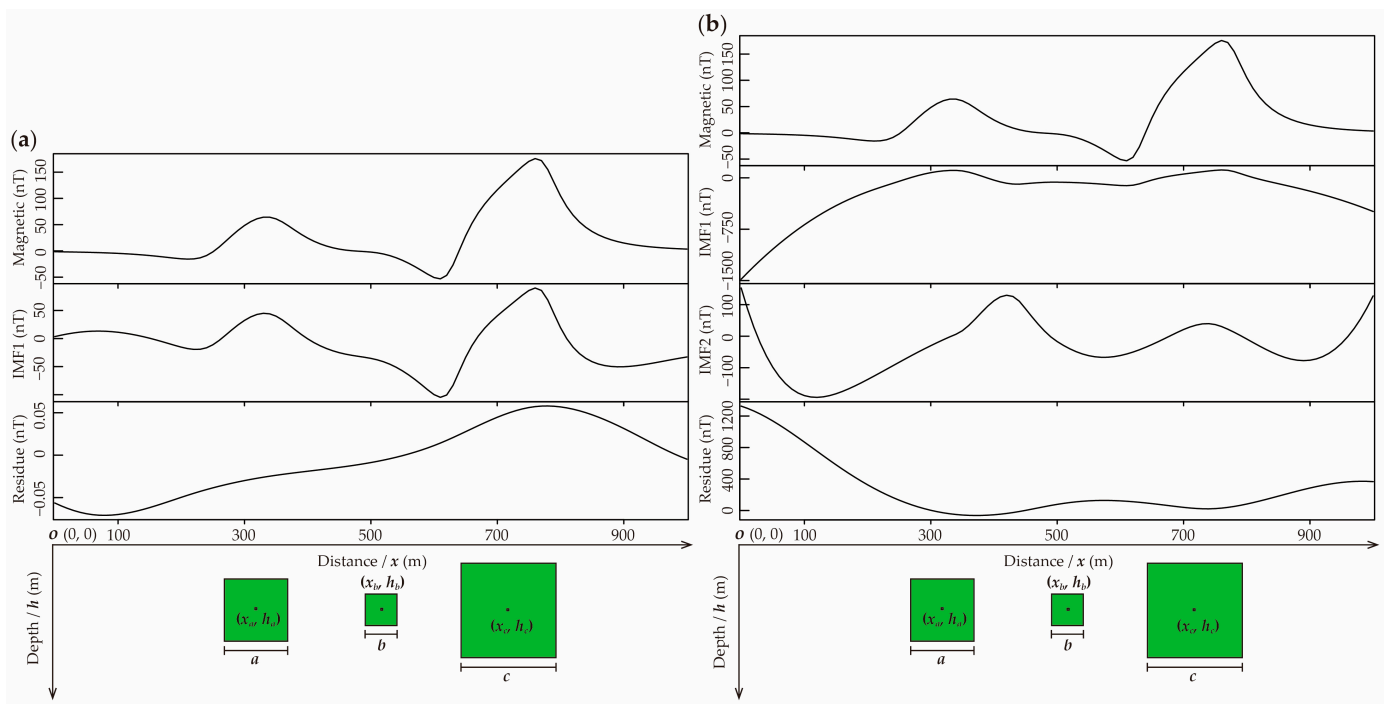 (a)
Magnetic (nT)
−50 0 50 100 150
IMF1 (nT)
−50 0 50
Residue (nT)
−0.05 0 0.05
o (0, 0) 100 300 500 700 900
Distance / x (m)
Depth / h (m)
(xa, ha)
a
(xb, hb)
b
(xc, hc)
c
(b)
Magnetic (nT)
−50 0 50 100 150
IMF1 (nT)
−1500 −750 0
IMF2 (nT)
−100 0 100
Residue (nT)
0 400 800 1200
o (0, 0) 100 300 500 700 900
Distance / x (m)
Depth / h (m)
(xa, ha)
a
(xb, hb)
b
(xc, hc)
c